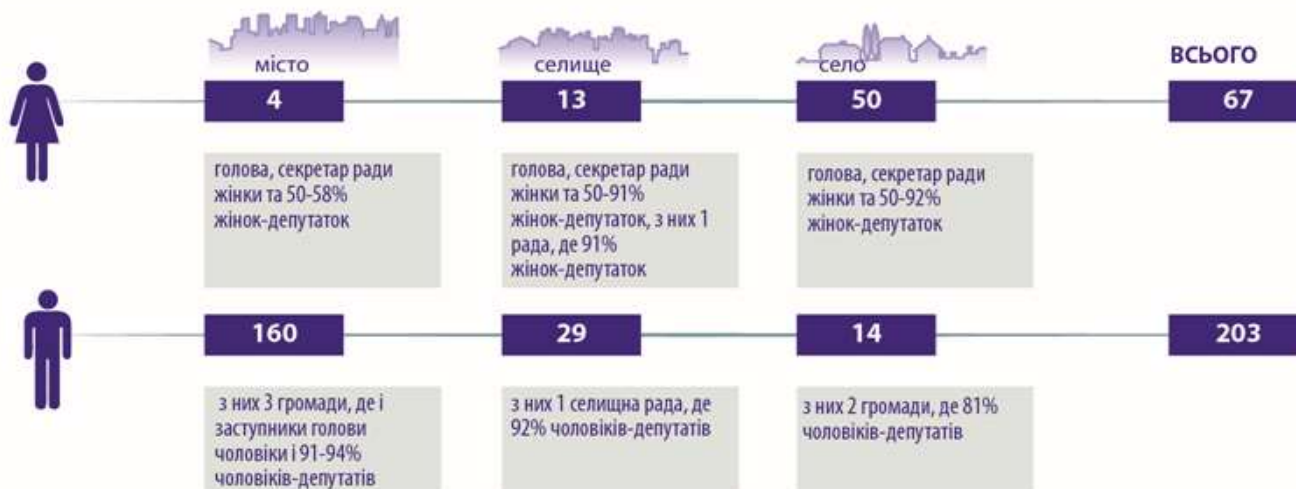 місто
селище
село
ВСЬОГО
4
13
50
67
голова, секретар ради
жінки та 50-58%
жінок-депутаток
голова, секретар ради
жінки та 50-91%
жінок-депутаток, з них 1
рада, де 91%
жінок-депутаток
голова, секретар ради
жінки та 50-92%
жінок-депутаток
160
29
14
203
з них 3 громади, де і
заступники голови
чоловіки і 91-94%
чоловіків-депутатів
з них 1 селищна рада, де
92% чоловіків-депутатів
з них 2 громади, де 81%
чоловіків-депутатів